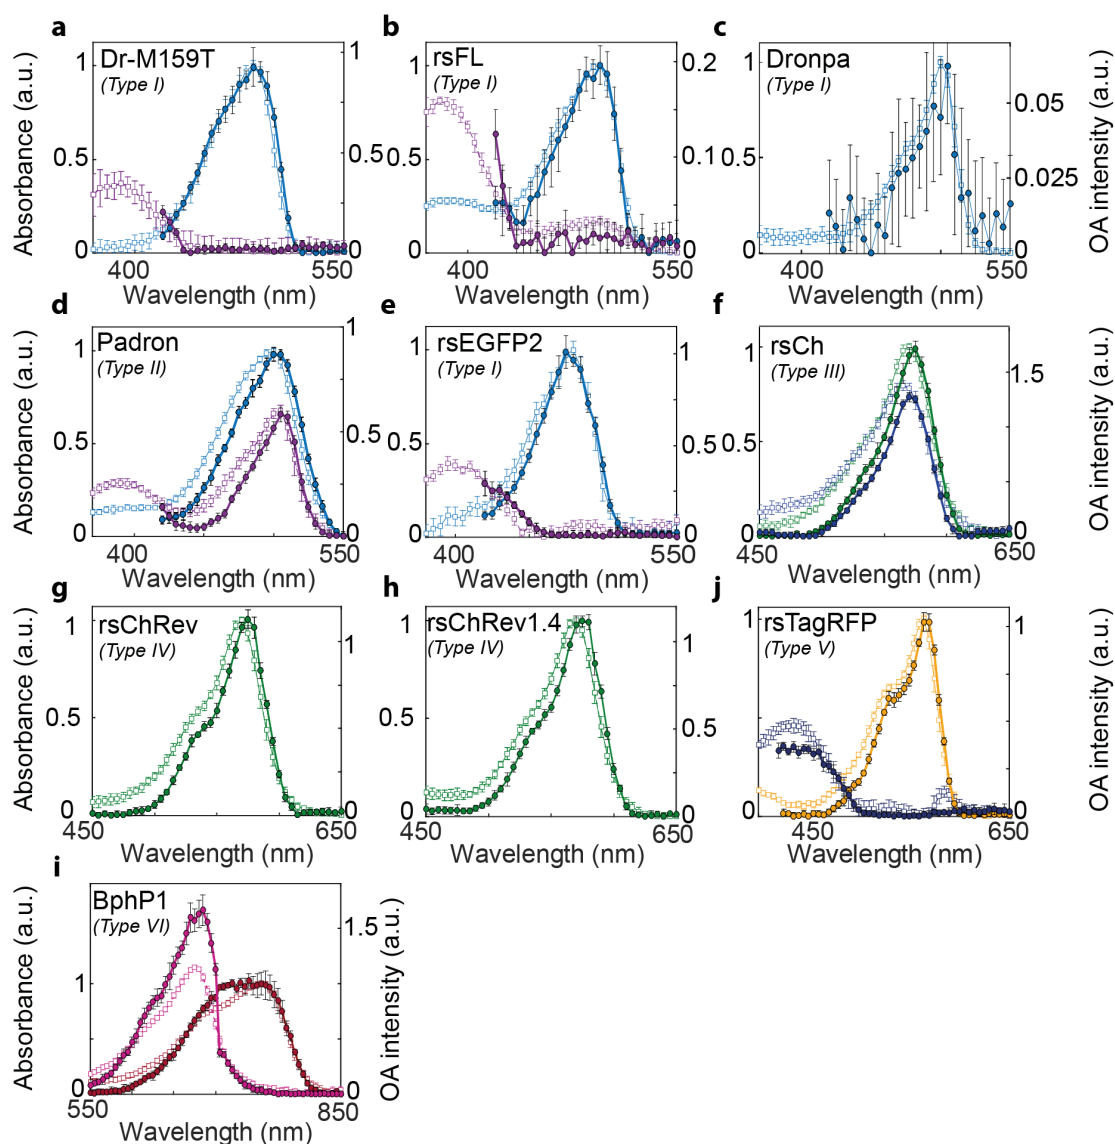 a
Dr-M159T
(Type I)
Absorbance (a.u.)
1
0.5
0
1
0.5
0
400
550
Wavelength (nm)
b
rsFL
(Type I)
1
0.5
0
0.2
0.1
0
400
550
Wavelength (nm)
c
Dronpa
(Type I)
1
0.5
0
0.05
0.025
0
400
550
Wavelength (nm)
OA intensity (a.u.)
d
Padron
(Type II)
Absorbance (a.u.)
1
0.5
0
1
0.5
0
400
550
Wavelength (nm)
e
rsEGFP2
(Type I)
1
0.5
0
1
0.5
0
400
550
Wavelength (nm)
f
rsCh
(Type III)
1
0.5
0
1.5
0
450
650
Wavelength (nm)
OA intensity (a.u.)
g
rsChRev
(Type IV)
Absorbance (a.u.)
1
0.5
0
1
0.5
0
450
650
Wavelength (nm)
h
rsChRev1.4
(Type IV)
1
0.5
0
1
0.5
0
450
650
Wavelength (nm)
j
rsTagRFP
(Type V)
1
0.5
0
1
0
450
650
Wavelength (nm)
OA intensity (a.u.)
i
BphP1
(Type VI)
Absorbance (a.u.)
1
0
1.5
0
550
850
Wavelength (nm)
OA intensity (a.u.)